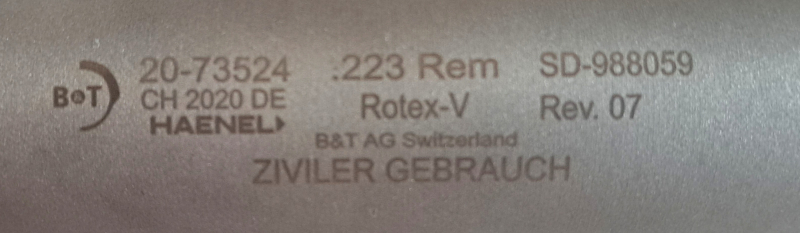 B&T 20-73524 .223 Rem SD-988059
CH 2020 DE Rotex-V Rev. 07
HAENEL
B&T AG Switzerland
ZIVILER GEBRAUCH